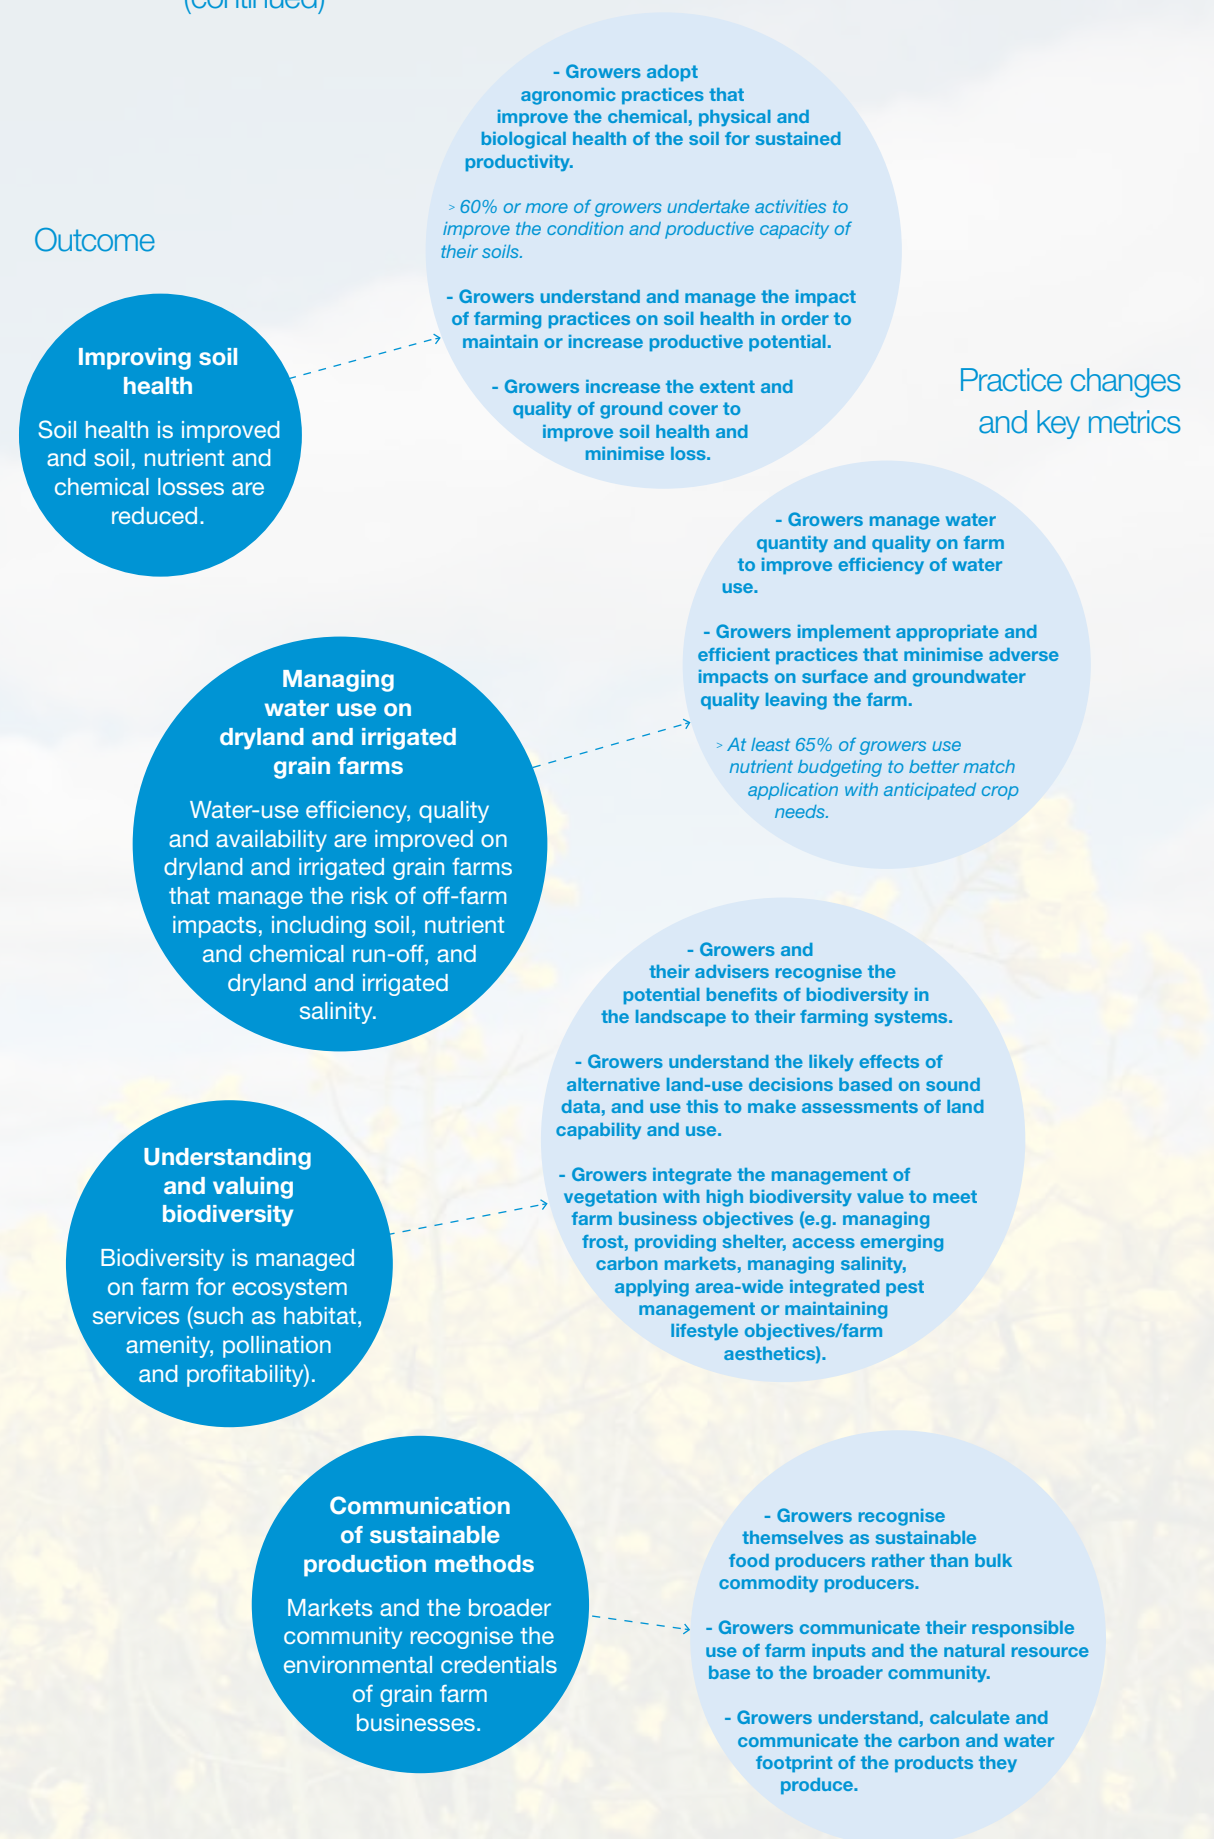 (continued)
Outcome
Improving soil
health
Soil health is improved
and soil, nutrient and
chemical losses are
reduced.
- Growers adopt
agronomic practices that
improve the chemical, physical and
biological health of the soil for sustained
productivity.
> 60% or more of growers undertake activities to
improve the condition and productive capacity of
their soils.
- Growers understand and manage the impact
of farming practices on soil health in order to
maintain or increase productive potential.
- Growers increase the extent and
quality of ground cover to
improve soil health and
minimise loss.
Practice changes
and key metrics
Managing
water use on
dryland and irrigated
grain farms
Water-use efficiency, quality
and availability are improved on
dryland and irrigated grain farms
that manage the risk of off-farm
impacts, including soil, nutrient
and chemical run-off, and
dryland and irrigated
salinity.
- Growers manage water
quantity and quality on farm
to improve efficiency of water
use.
- Growers implement appropriate and
efficient practices that minimise adverse
impacts on surface and groundwater
quality leaving the farm.
> At least 65% of growers use
nutrient budgeting to better match
application with anticipated crop
needs.
Understanding
and valuing
biodiversity
Biodiversity is managed
on farm for ecosystem
services (such as habitat,
amenity, pollination
and profitability).
- Growers and
their advisers recognise the
potential benefits of biodiversity in
the landscape to their farming systems.
- Growers understand the likely effects of
alternative land-use decisions based on sound
data, and use this to make assessments of land
capability and use.
- Growers integrate the management of
vegetation with high biodiversity value to meet
farm business objectives (e.g. managing
frost, providing shelter, access emerging
carbon markets, managing salinity,
applying area-wide integrated pest
management or maintaining
lifestyle objectives/farm
aesthetics).
Communication
of sustainable
production methods
Markets and the broader
community recognise the
environmental credentials
of grain farm
businesses.
- Growers recognise
themselves as sustainable
food producers rather than bulk
commodity producers.
- Growers communicate their responsible
use of farm inputs and the natural resource
base to the broader community.
- Growers understand, calculate and
communicate the carbon and water
footprint of the products they
produce.